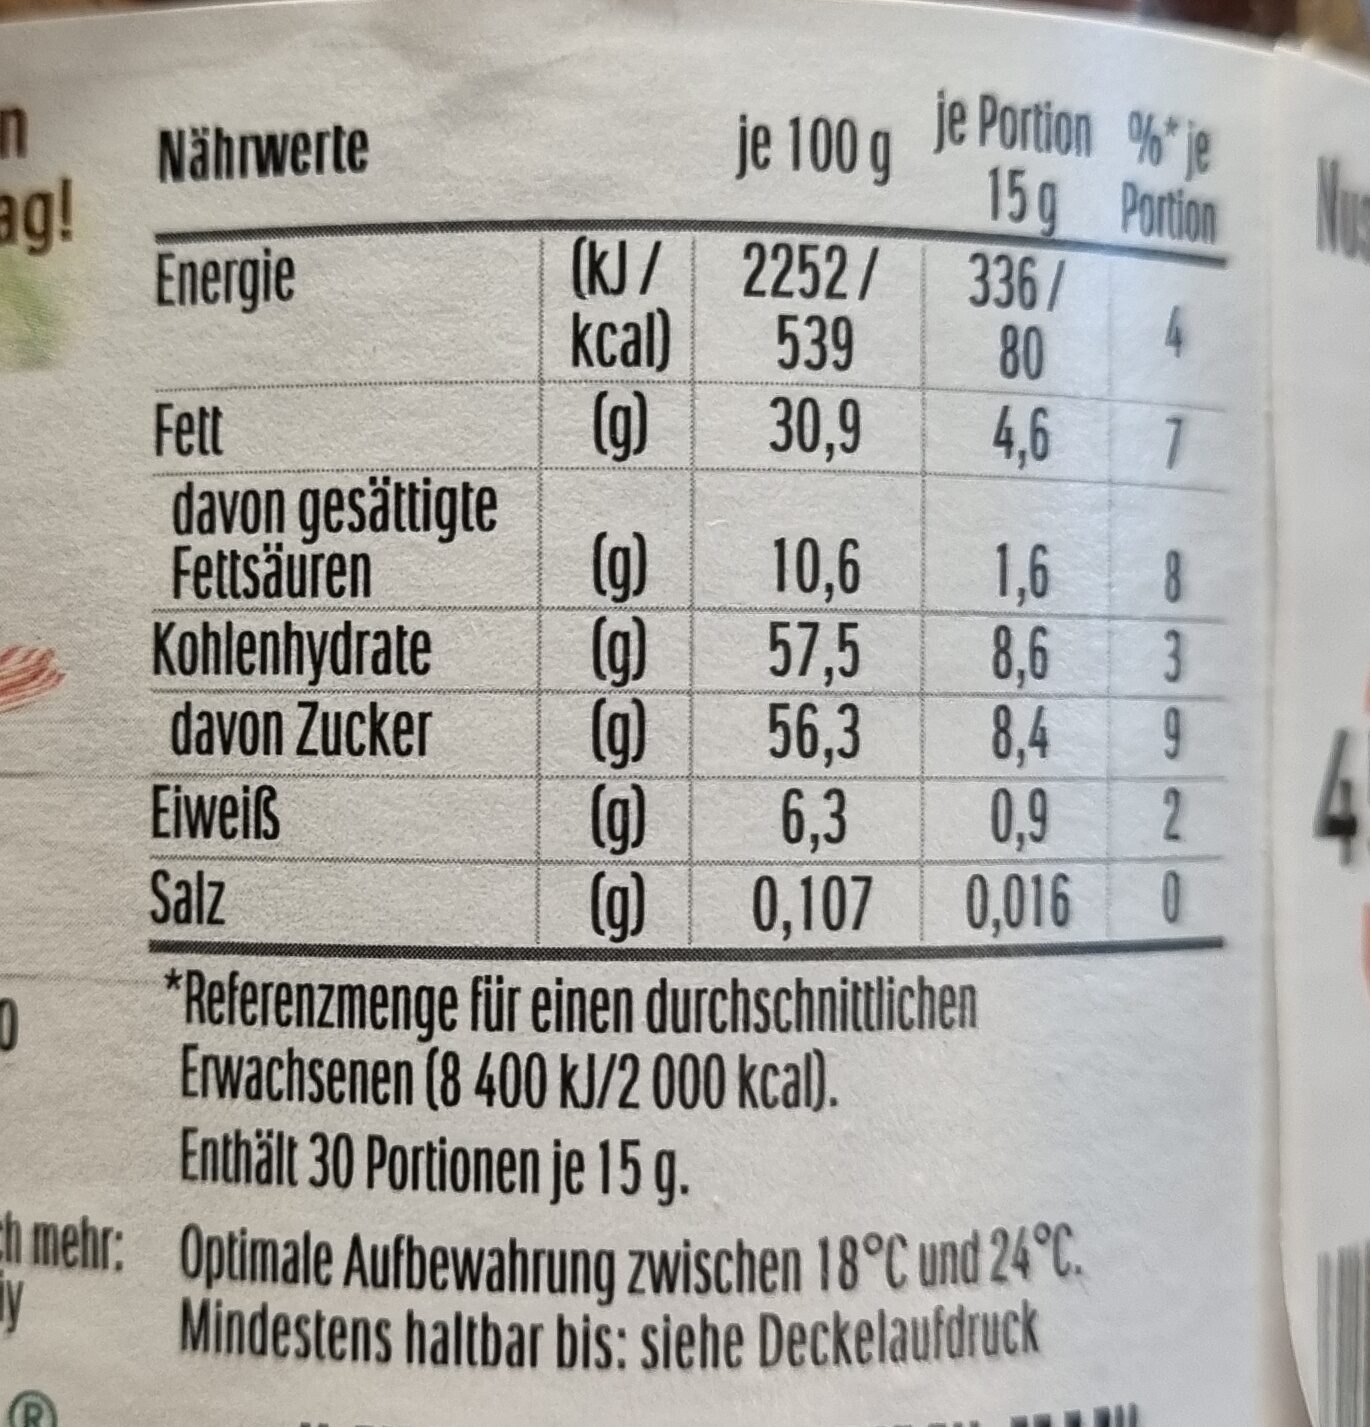 n
ag!
Nährwerte je 100 g je Portion 15 g %* je Portion
Energie (kJ / kcal) 2252 / 539 336 / 80 4
Fett (g) 30,9 4,6 7
davon gesättigte
Fettsäuren (g) 10,6 1,6 8
Kohlenhydrate (g) 57,5 8,6 3
davon Zucker (g) 56,3 8,4 9
Eiweiß (g) 6,3 0,9 2
Salz (g) 0,107 0,016 0
*Referenzmenge für einen durchschnittlichen
Erwachsenen (8 400 kJ/2 000 kcal).
Enthält 30 Portionen je 15 g.
ch mehr:
Optimale Aufbewahrung zwischen 18°C und 24°C.
Mindestens haltbar bis: siehe Deckelaufdruck
®